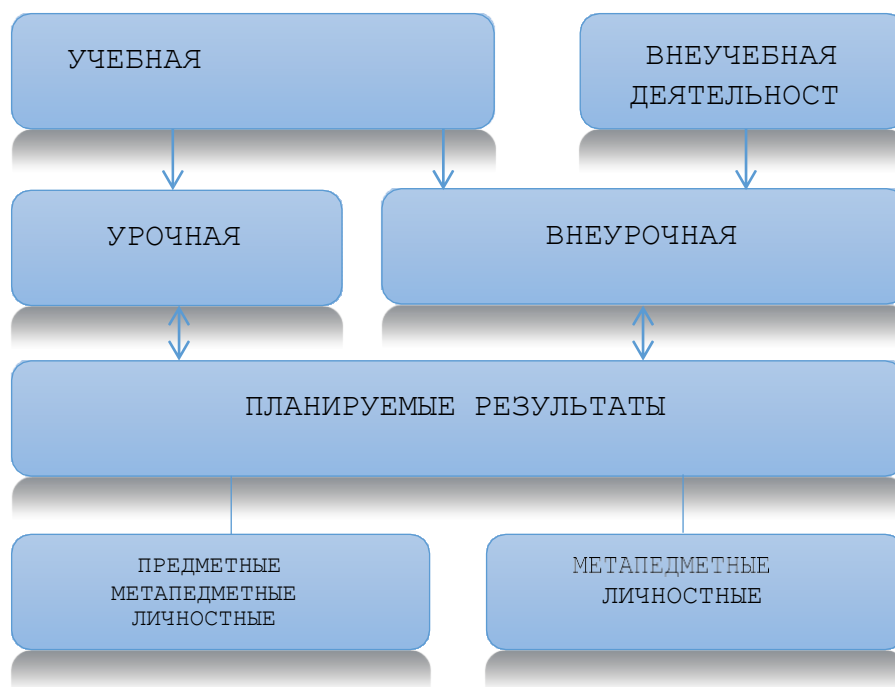 УЧЕБНАЯ
ВНЕУЧЕБНАЯ
ДЕЯТЕЛЬНОСТ
УРОЧНАЯ
ВНЕУРОЧНАЯ
ПЛАНИРУЕМЫЕ РЕЗУЛЬТАТЫ
ПРЕДМЕТНЫЕ
МЕТАПЕДМЕТНЫЕ
ЛИЧНОСТНЫЕ
МЕТАПЕДМЕТНЫЕ
ЛИЧНОСТНЫЕ